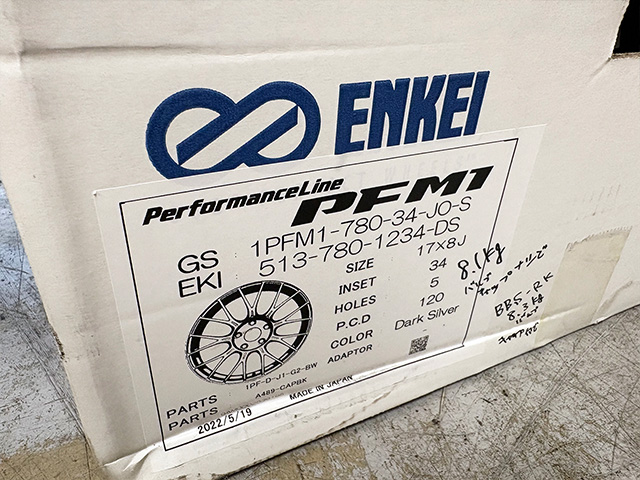 ENKEI
PerformanceLine PFM1
GS 1PFM1-780-34-JO-S
EKI 513-780-1234-DS
SIZE 17×8J
INSET 34
HOLES 5
P.C.D 120
COLOR Dark Silver
ADAPTOR
PARTS 1PF-D-J1-G2-BW
PARTS A489-CAPBK
2022/5/19 MADE IN JAPAN
8.1kg
BBS-RK
8.3kg